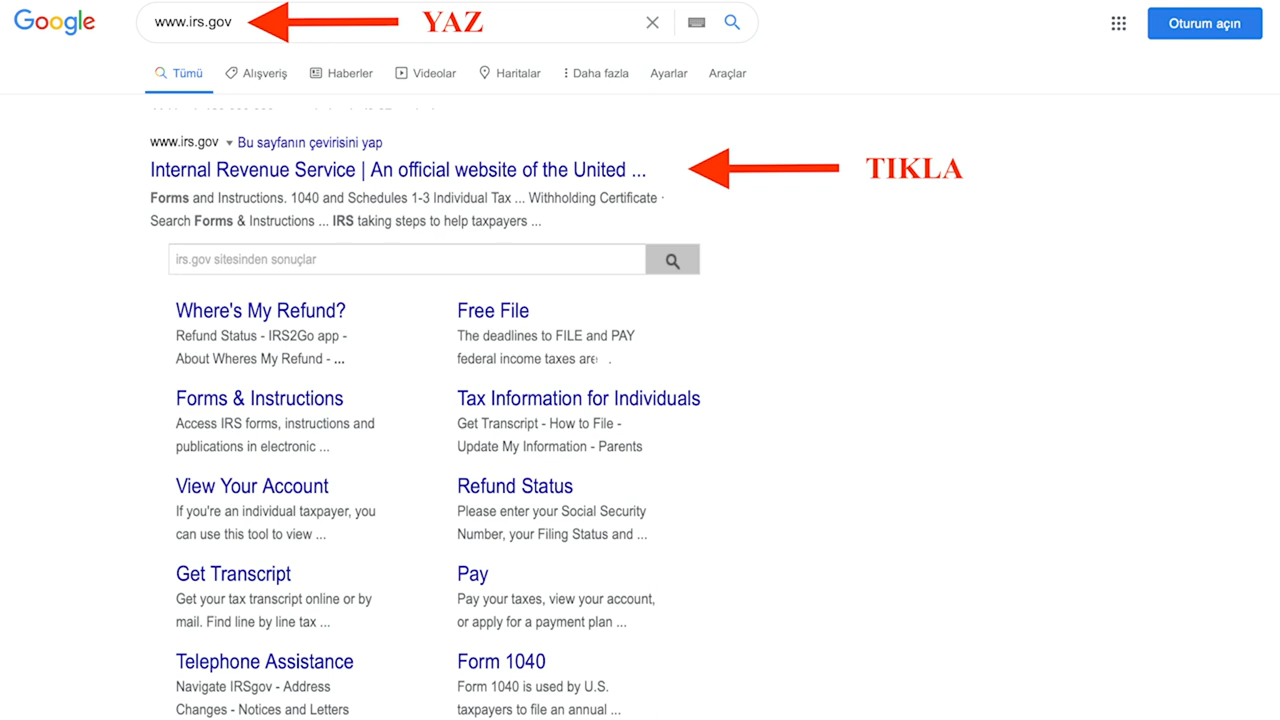 Google
www.irs.gov
YAZ
Oturum açın
Tümü
Alışveriş
Haberler
Videolar
Haritalar
Daha fazla
Ayarlar
Araçlar
www.irs.gov
Bu sayfanın çevirisini yap
Internal Revenue Service | An official website of the United ...
TIKLA
Forms and Instructions. 1040 and Schedules 1-3 Individual Tax ... Withholding Certificate ·
Search Forms & Instructions ... IRS taking steps to help taxpayers ...
irs.gov sitesinden sonuçlar
Where's My Refund?
Refund Status - IRS2Go app -
About Wheres My Refund - ...
Free File
The deadlines to FILE and PAY
federal income taxes are .
Forms & Instructions
Access IRS forms, instructions and
publications in electronic ...
Tax Information for Individuals
Get Transcript - How to File -
Update My Information - Parents
View Your Account
If you're an individual taxpayer, you
can use this tool to view ...
Refund Status
Please enter your Social Security
Number, your Filing Status and ...
Get Transcript
Get your tax transcript online or by
mail. Find line by line tax ...
Pay
Pay your taxes, view your account,
or apply for a payment plan ...
Telephone Assistance
Navigate IRSgov - Address
Changes - Notices and Letters
Form 1040
Form 1040 is used by U.S.
taxpayers to file an annual ...